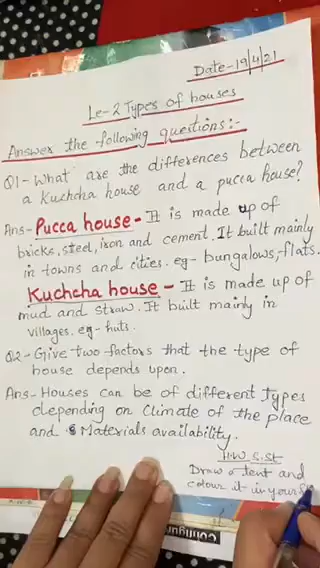 Date-19/4/21
Le-2 Types of houses
Answer the following questions:-
Q1-What are the differences between
a Kuchcha house and a pucca house?
Ans-Pucca house-It is made up of
bricks, steel, iron and cement. It built mainly
in towns and cities. eg- bungalows, flats.
Kuchcha house - It is made up of
mud and straw. It built mainly in
villages. eg- huts.
Q2-Give two factors that the type of
house depends upon.
Ans-Houses can be of different Types
depending on Climate of the place
and Materials availability.
H.W S.St
Draw a tent and
colour it in your